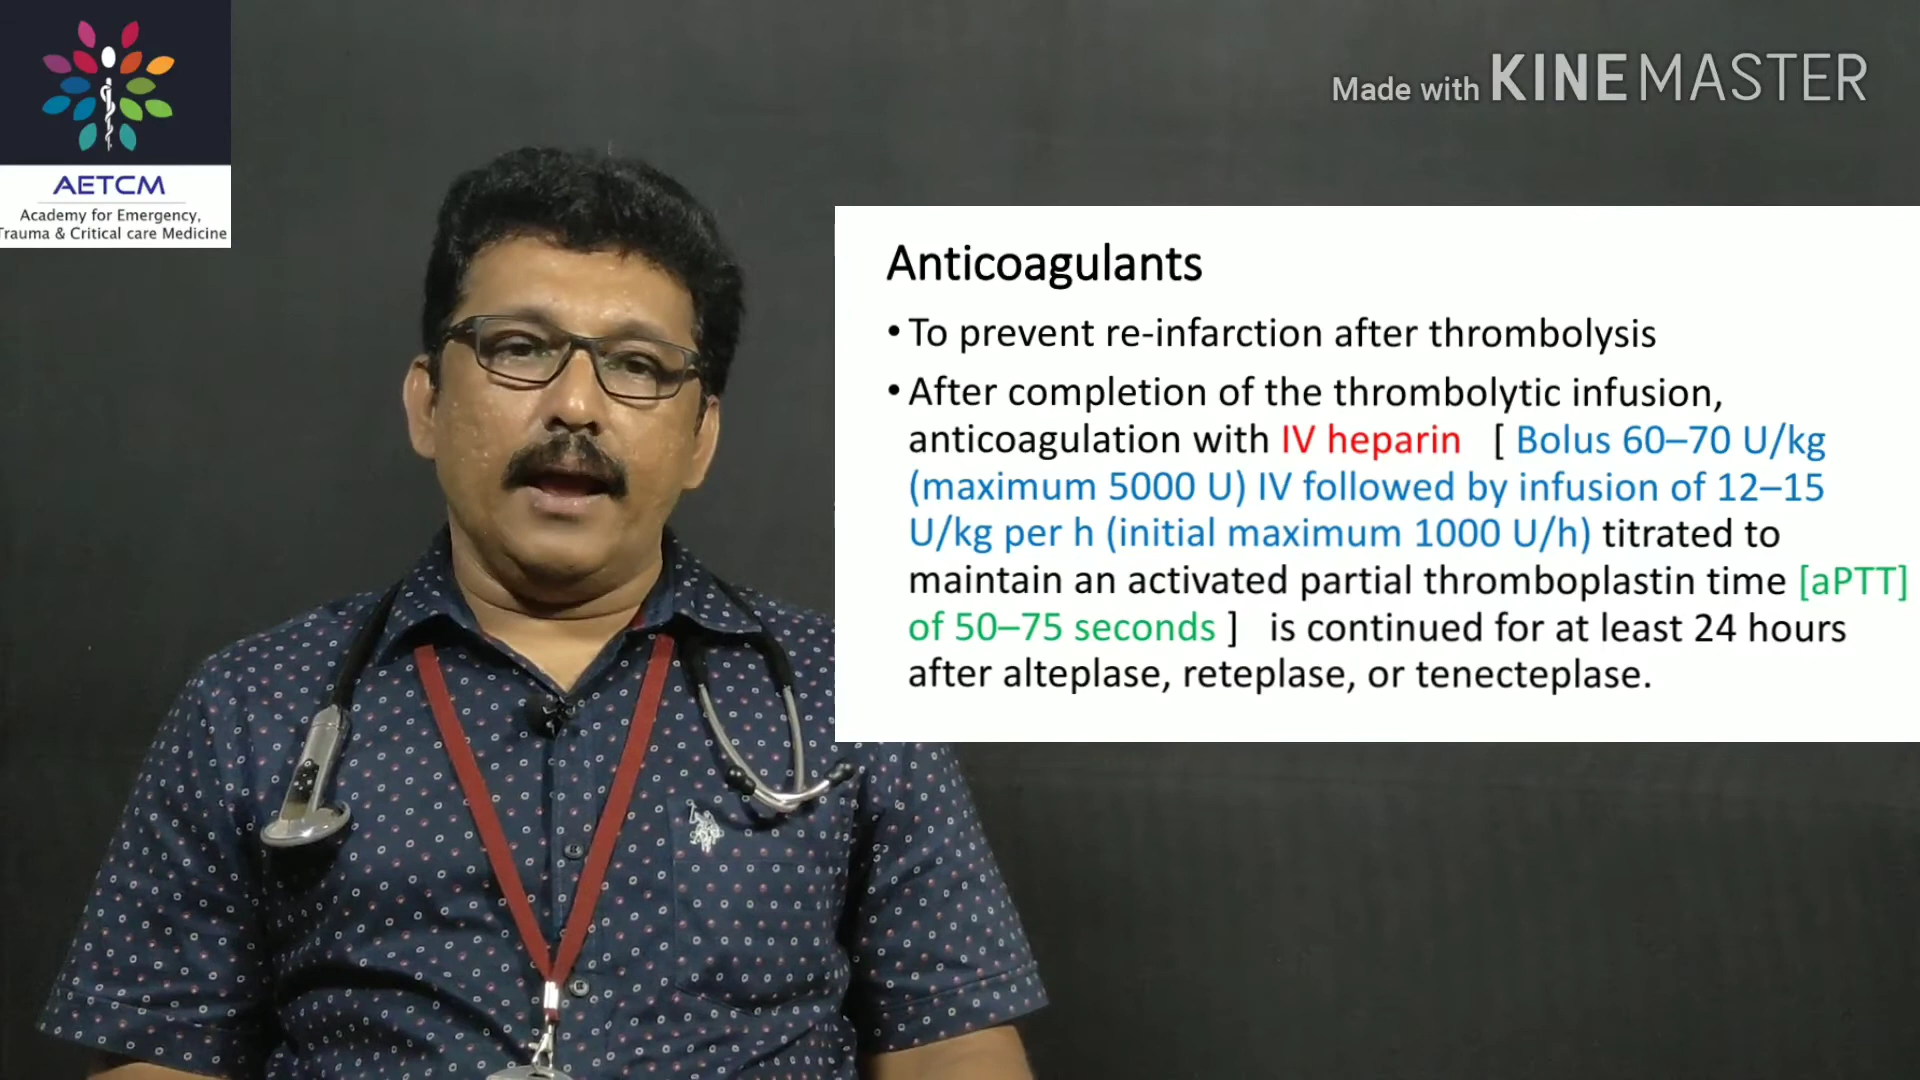 Made with KINEMASTER
AETCM
Academy for Emergency,
Trauma & Critical care Medicine
Anticoagulants
• To prevent re-infarction after thrombolysis
• After completion of the thrombolytic infusion,
anticoagulation with IV heparin [ Bolus 60–70 U/kg
(maximum 5000 U) IV followed by infusion of 12–15
U/kg per h (initial maximum 1000 U/h) titrated to
maintain an activated partial thromboplastin time [aPTT]
of 50–75 seconds ] is continued for at least 24 hours
after alteplase, reteplase, or tenecteplase.